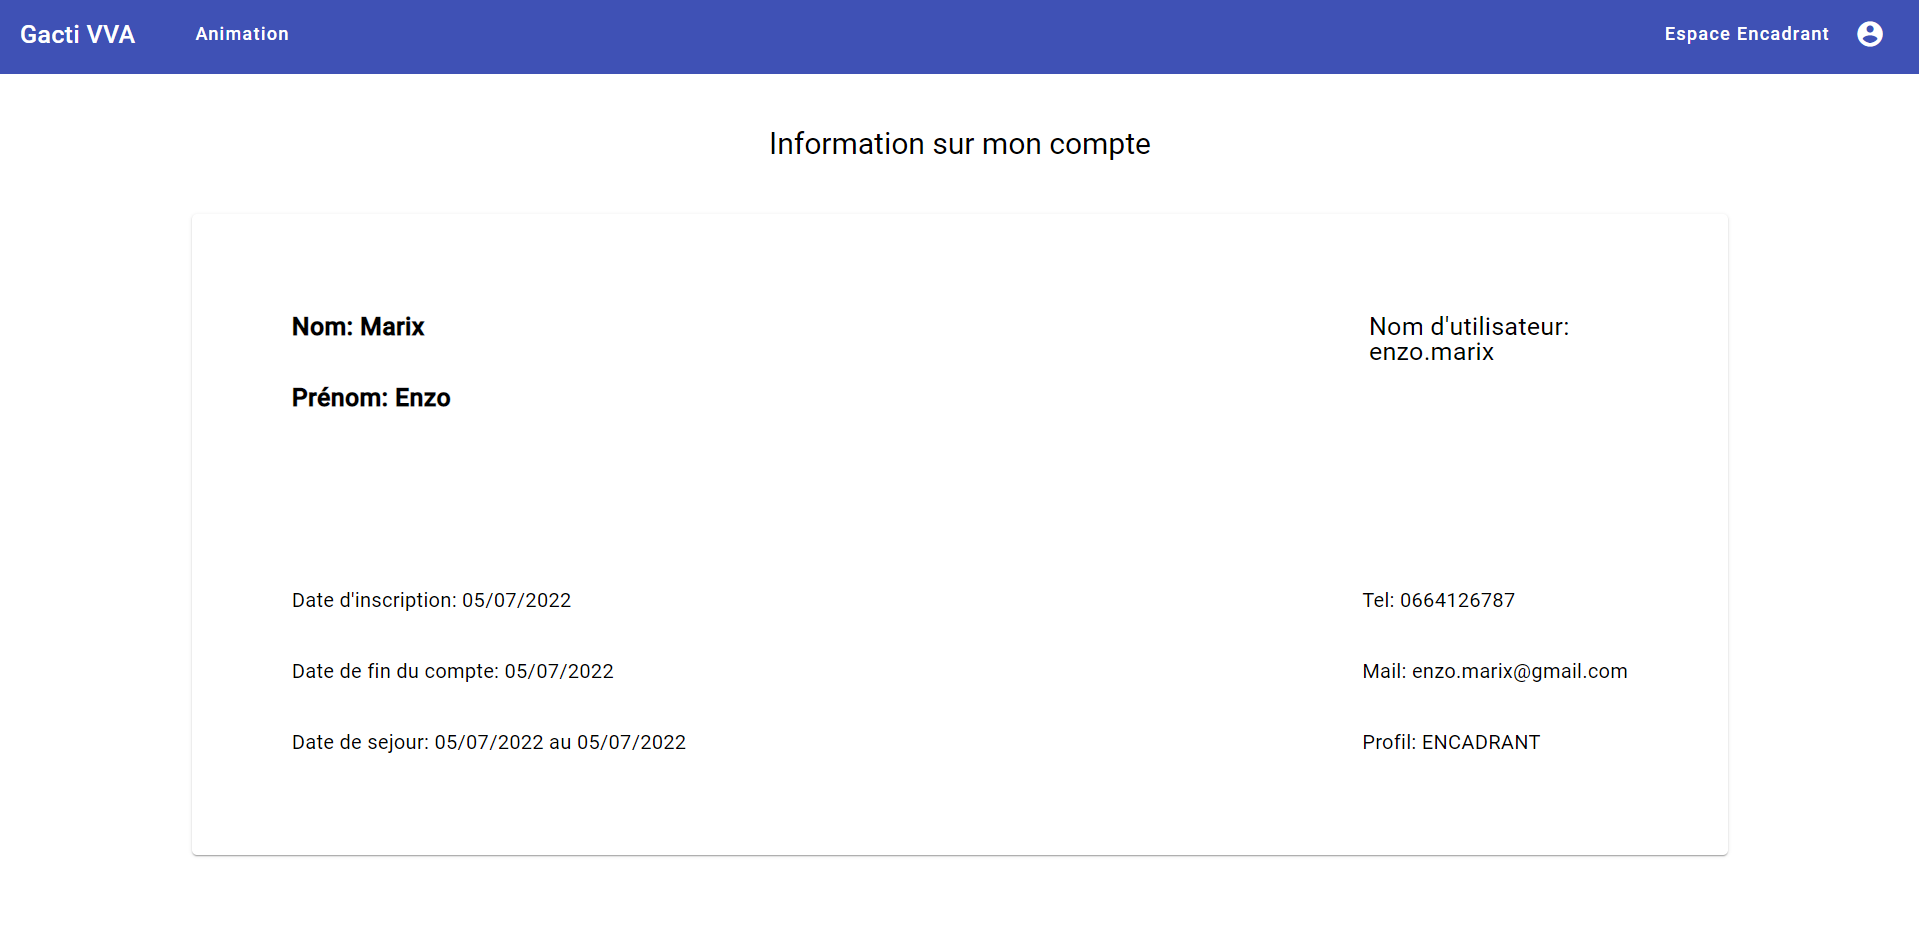 Gacti VVA
Animation
Espace Encadrant
Information sur mon compte
Nom: Marix
Prénom: Enzo
Nom d'utilisateur:
enzo.marix
Date d'inscription: 05/07/2022
Date de fin du compte: 05/07/2022
Date de sejour: 05/07/2022 au 05/07/2022
Tel: 0664126787
Mail: enzo.marix@gmail.com
Profil: ENCADRANT